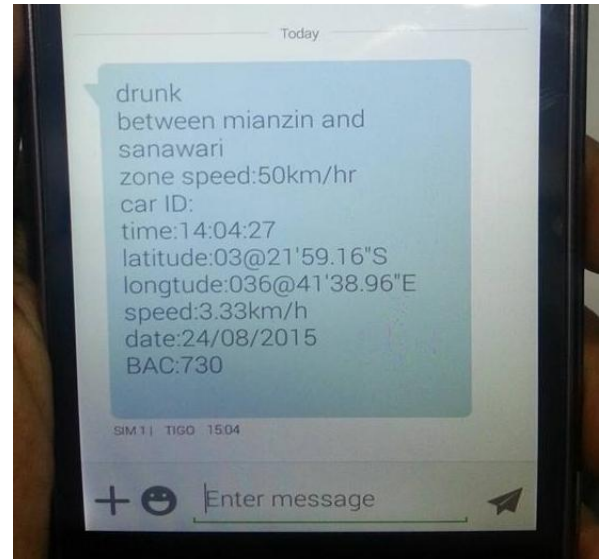 Today
drunk
between mianzin and
sanawari
zone speed:50km/hr
car ID:
time:14:04:27
latitude:03@21'59.16"S
longtude:036@41'38.96"E
speed:3.33km/h
date:24/08/2015
BAC:730
SIM 1 | TIGO 15:04
Enter message